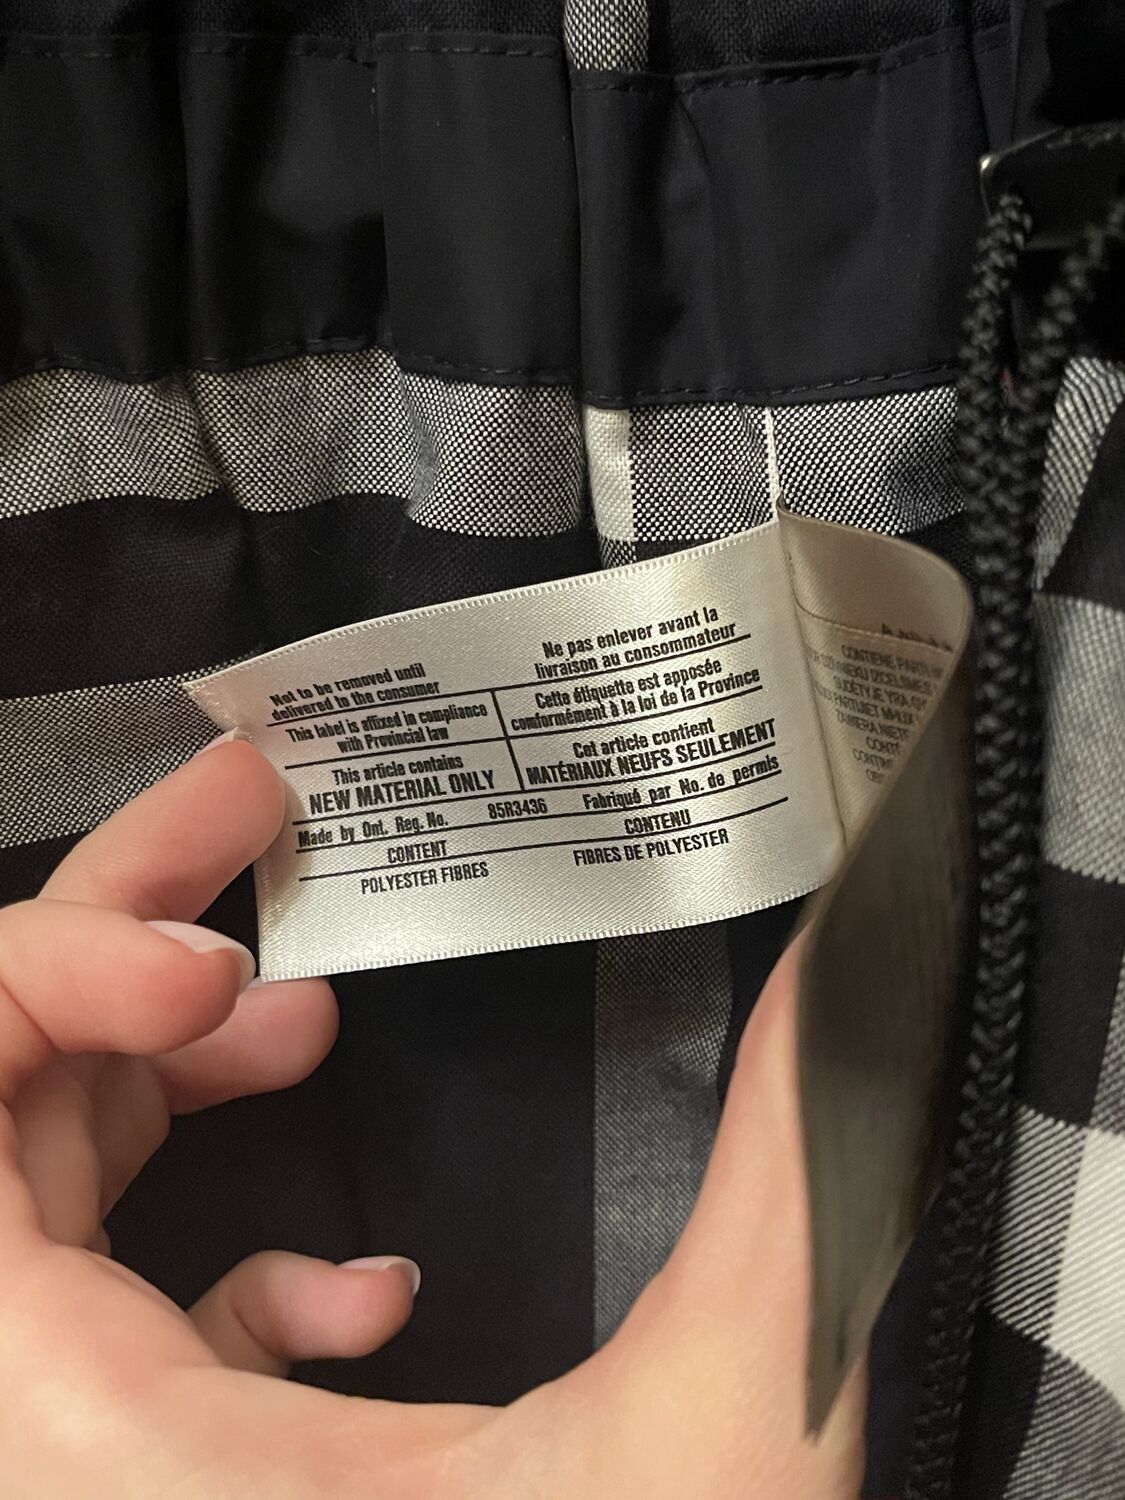 Not to be removed until
delivered to the consumer
Ne pas enlever avant la
livraison au consommateur
This label is affixed in compliance
with Provincial law
Cette étiquette est apposée
conformément à la loi de la Province
This article contains
NEW MATERIAL ONLY
Cet article contient
MATÉRIAUX NEUFS SEULEMENT
Made by Ont. Reg. No. 85R3436 Fabriqué par No. de permis
CONTENT
CONTENU
POLYESTER FIBRES
FIBRES DE POLYESTER
CONTIENE PARTI